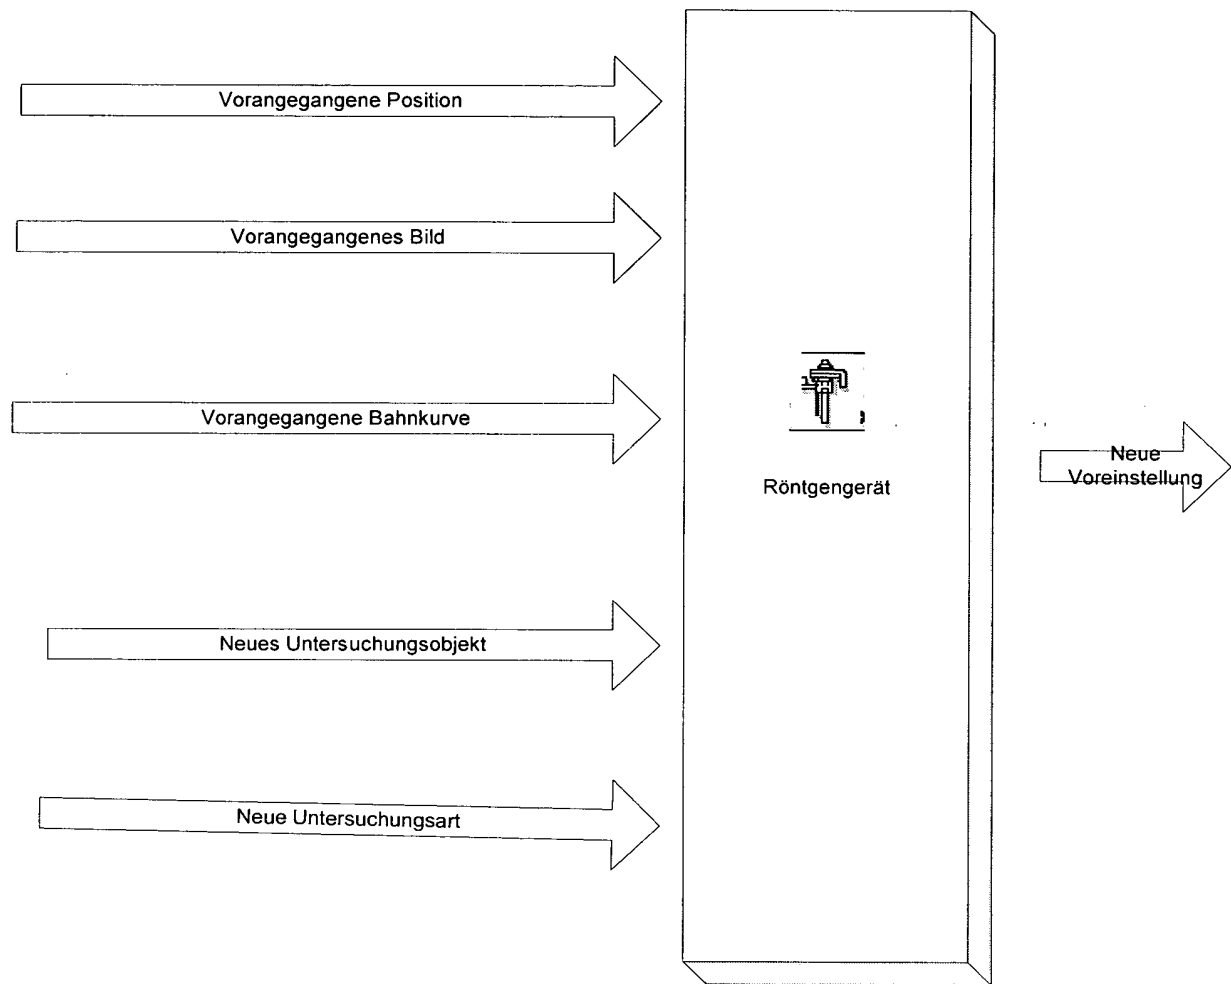 Vorangegangene Position
Vorangegangenes Bild
Vorangegangene Bahnkurve
Röntgengerät
Neue
Voreinstellung
Neues Untersuchungsobjekt
Neue Untersuchungsart